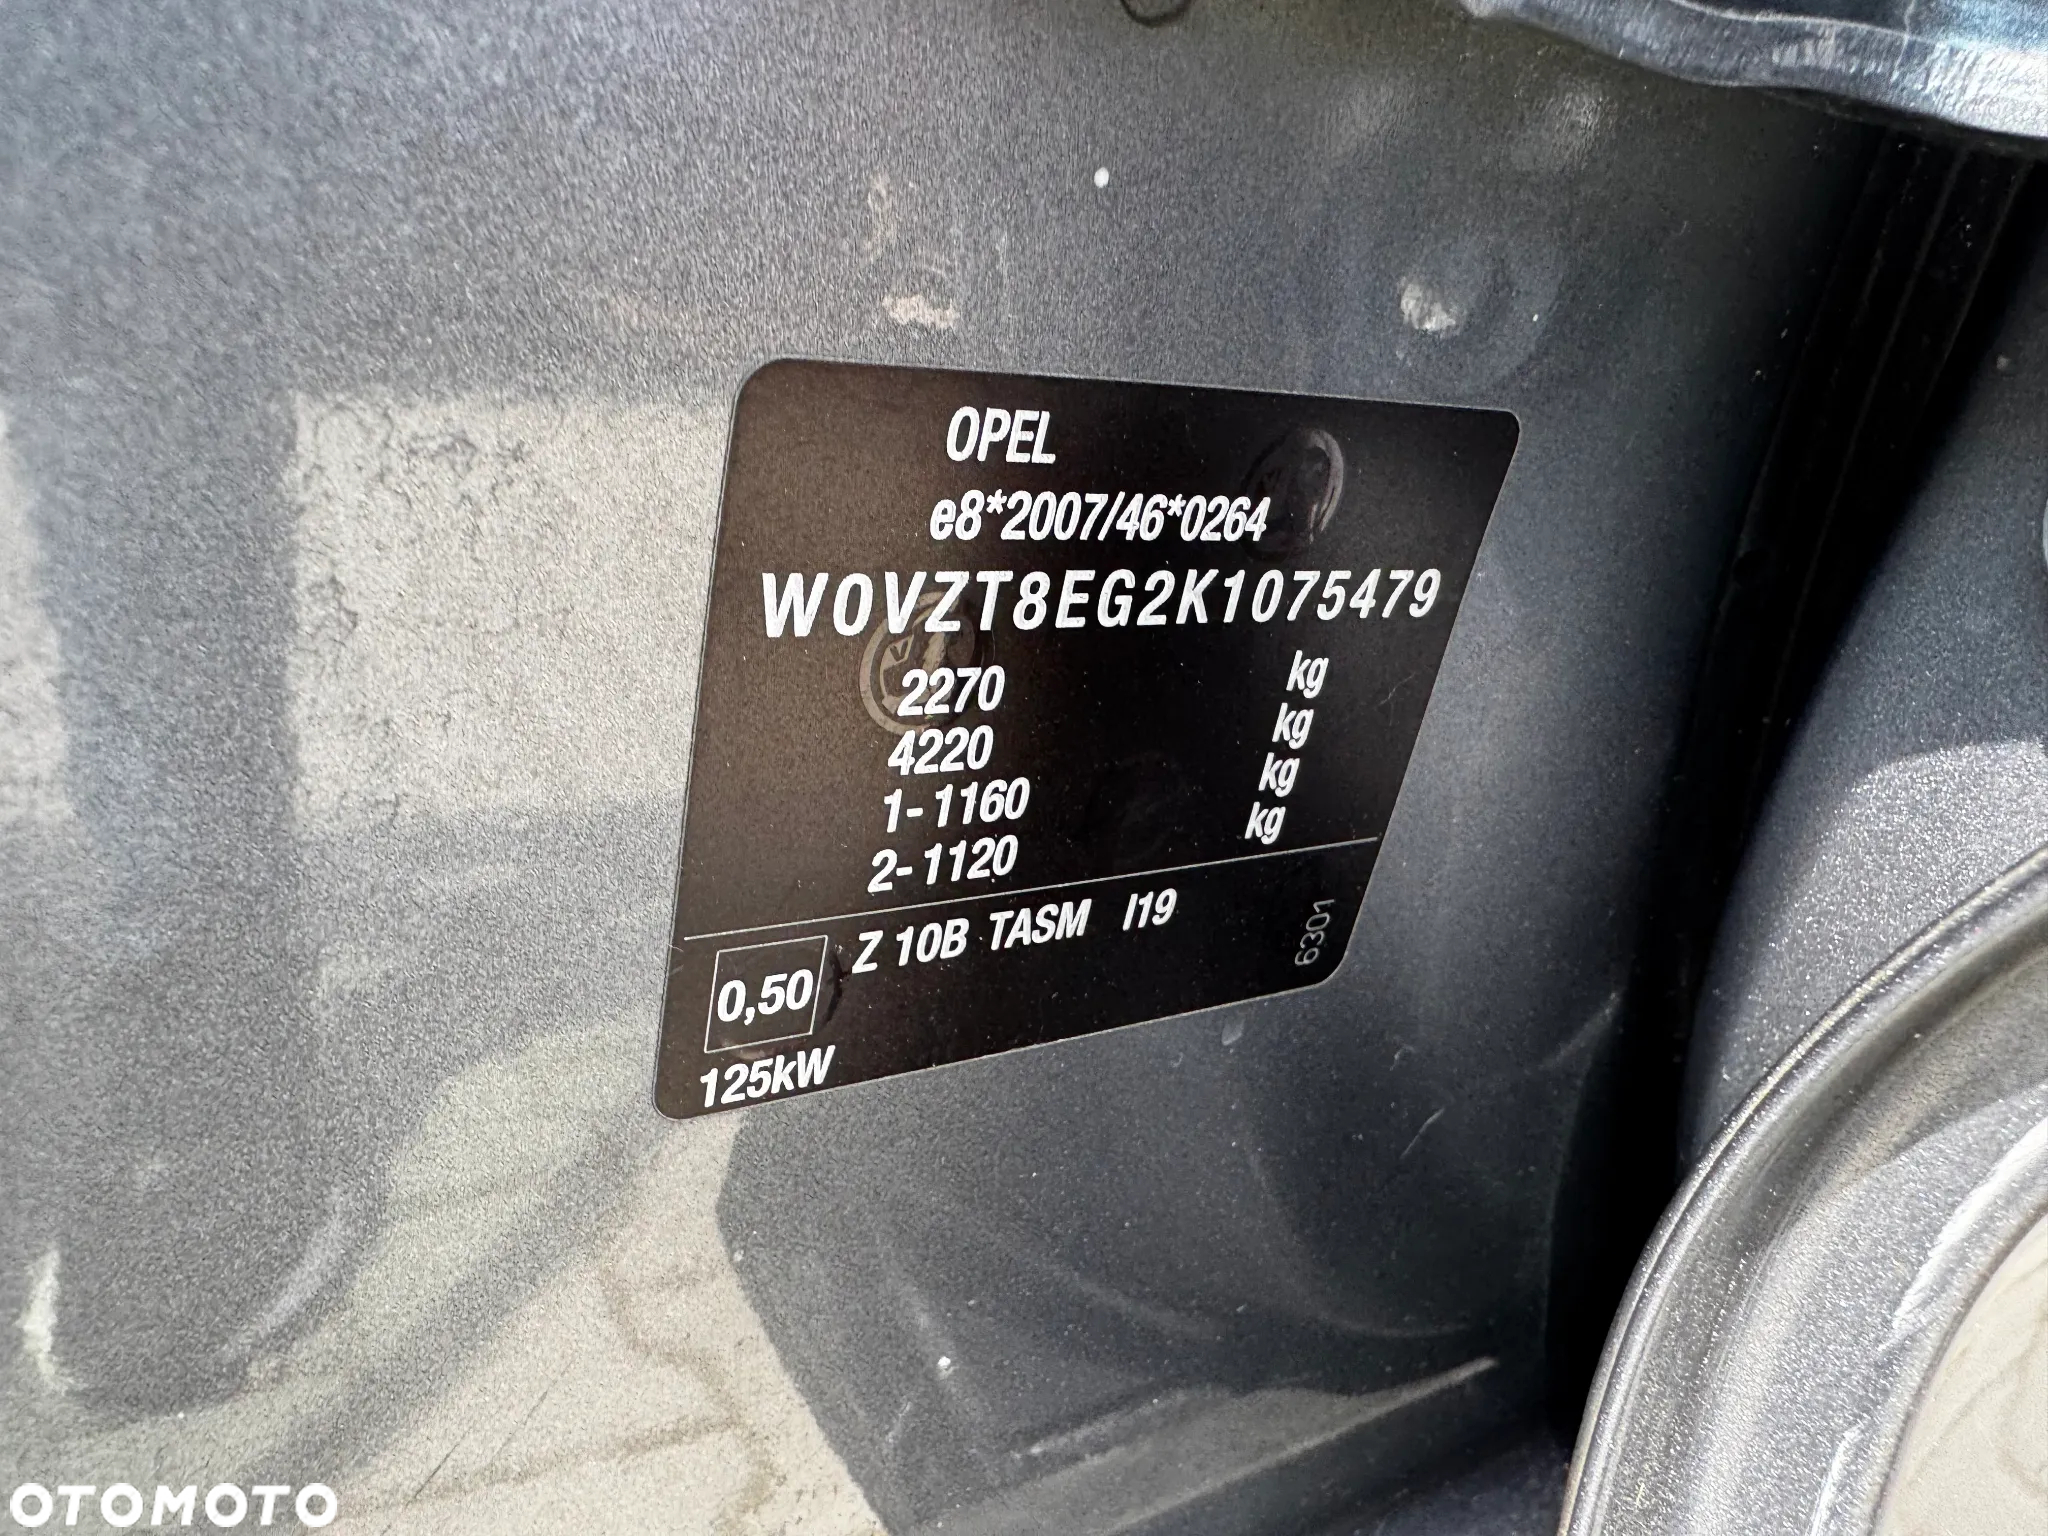 OPEL
e8*2007/46*0264
W0VZT8EG2K1075479
2270 kg
4220 kg
1-1160 kg
2-1120 kg
Z 10B TASM I19
6301
0,50
125kW
OTOMOTO